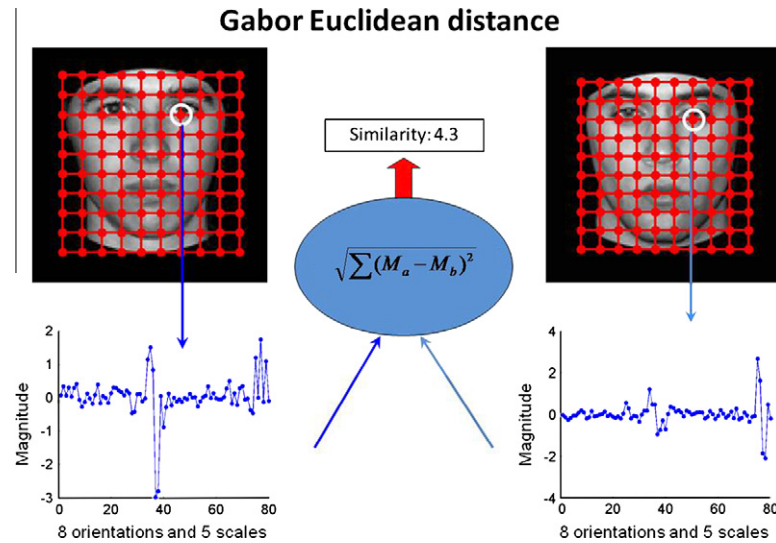 Gabor Euclidean distance
Similarity: 4.3
√∑(M_a − M_b)²
2
1
0
-1
-2
-3
Magnitude
0 20 40 60 80
8 orientations and 5 scales
4
2
0
-2
-4
Magnitude
0 20 40 60 80
8 orientations and 5 scales